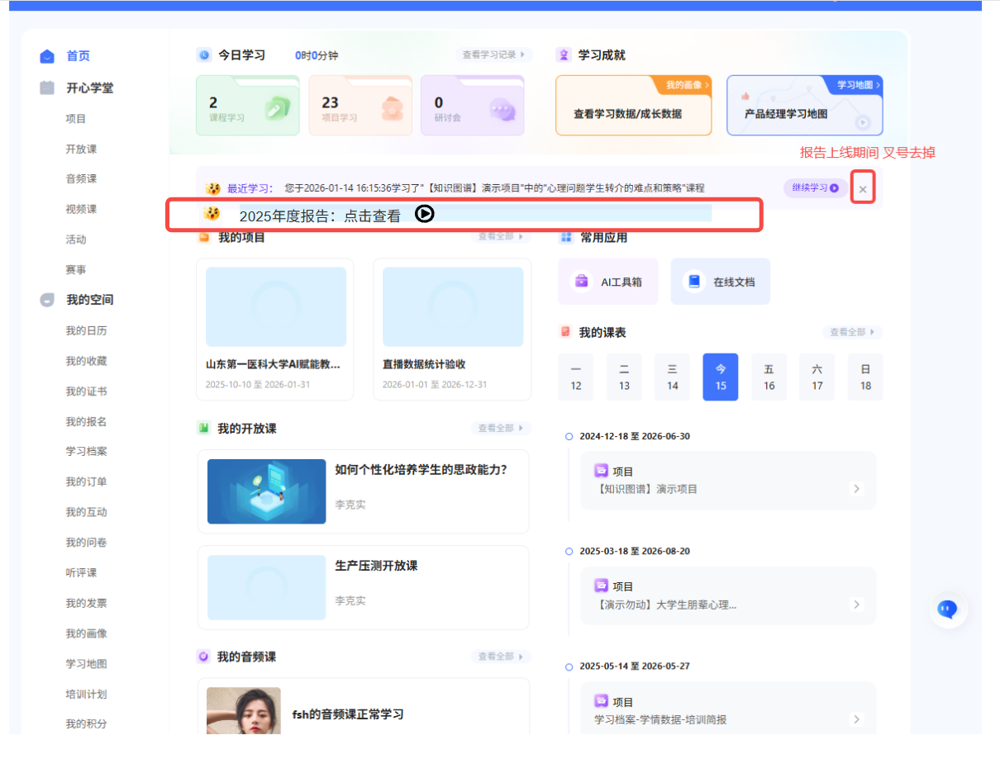 首页
开心学堂
项目
开放课
音频课
视频课
活动
赛事
我的空间
我的日历
我的收藏
我的证书
我的报名
学习档案
我的订单
我的互动
我的问卷
听评课
我的发票
我的画像
学习地图
培训计划
我的积分
今日学习 0时0分钟 查看学习记录
2
课程学习
23
项目学习
0
研讨会
学习成就
我的画像
查看学习数据/成长数据
学习地图
产品经理学习地图
报告上线期间 叉号去掉
最近学习： 您于2026-01-14 16:15:36学习了"【知识图谱】演示项目"中的"心理问题学生转介的难点和策略"课程 继续学习
2025年度报告：点击查看
我的项目 查看全部
山东第一医科大学AI赋能教...
2025-10-10 至 2026-01-31
直播数据统计验收
2026-01-01 至 2026-12-31
我的开放课 查看全部
如何个性化培养学生的思政能力?
李克实
生产压测开放课
李克实
我的音频课 查看全部
fsh的音频课正常学习
常用应用
AI工具箱
在线文档
我的课表 查看全部
一 二 三 今 五 六 日
12 13 14 15 16 17 18
2024-12-18 至 2026-06-30
项目
【知识图谱】演示项目
2025-03-18 至 2026-08-20
项目
【演示勿动】大学生朋辈心理...
2025-05-14 至 2026-05-27
项目
学习档案-学情数据-培训简报